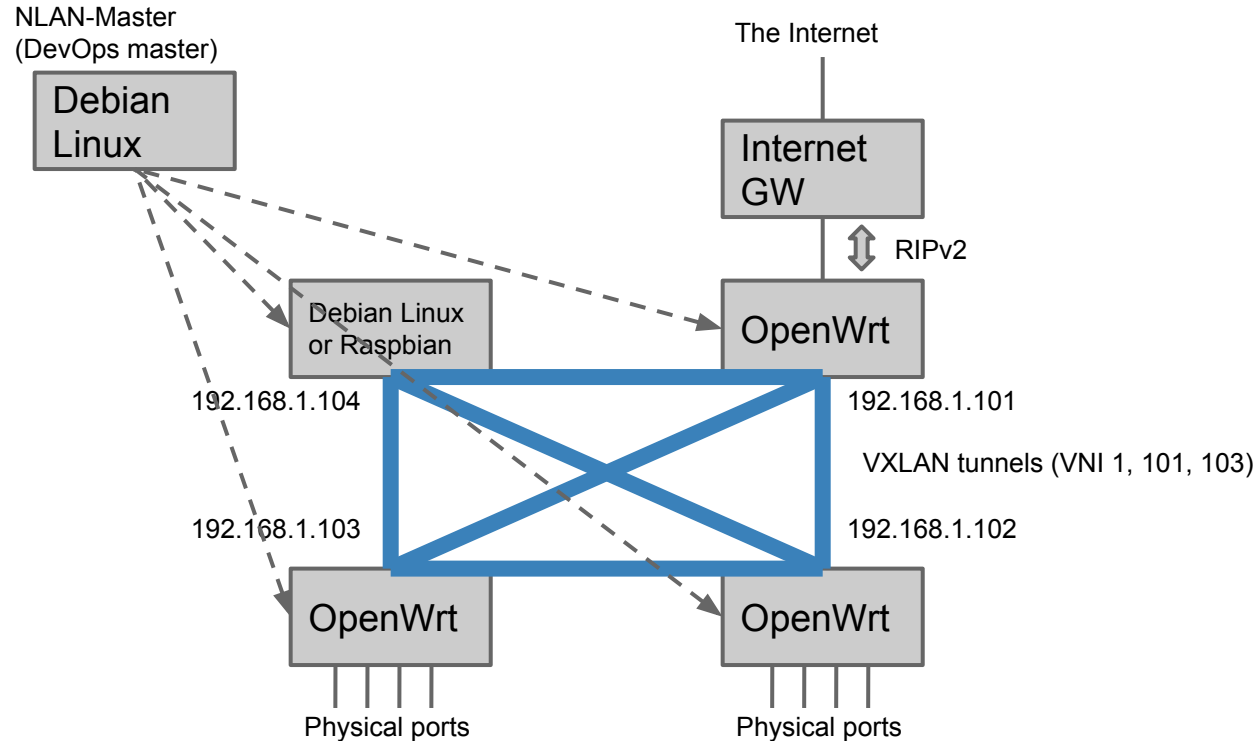 NLAN-Master
(DevOps master)
Debian
Linux
The Internet
Internet
GW
RIPv2
Debian Linux
or Raspbian
OpenWrt
192.168.1.104
192.168.1.101
VXLAN tunnels (VNI 1, 101, 103)
192.168.1.103
192.168.1.102
OpenWrt
OpenWrt
Physical ports
Physical ports